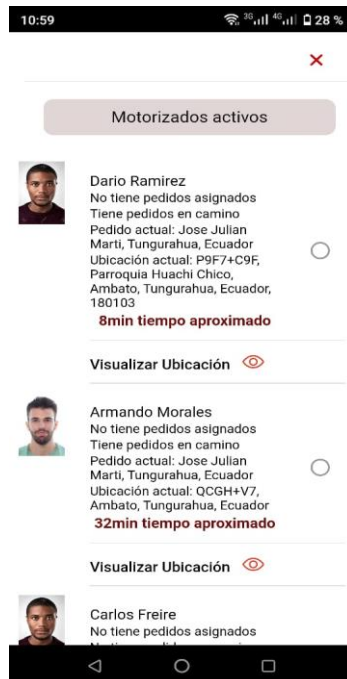 10:59 3G 4G 28 %
Motorizados activos
Dario Ramirez
No tiene pedidos asignados
Tiene pedidos en camino
Pedido actual: Jose Julian
Marti, Tungurahua, Ecuador
Ubicación actual: P9F7+C9F,
Parroquia Huachi Chico,
Ambato, Tungurahua, Ecuador,
180103
8min tiempo aproximado
Visualizar Ubicación
Armando Morales
No tiene pedidos asignados
Tiene pedidos en camino
Pedido actual: Jose Julian
Marti, Tungurahua, Ecuador
Ubicación actual: QCGH+V7,
Ambato, Tungurahua, Ecuador
32min tiempo aproximado
Visualizar Ubicación
Carlos Freire
No tiene pedidos asignados